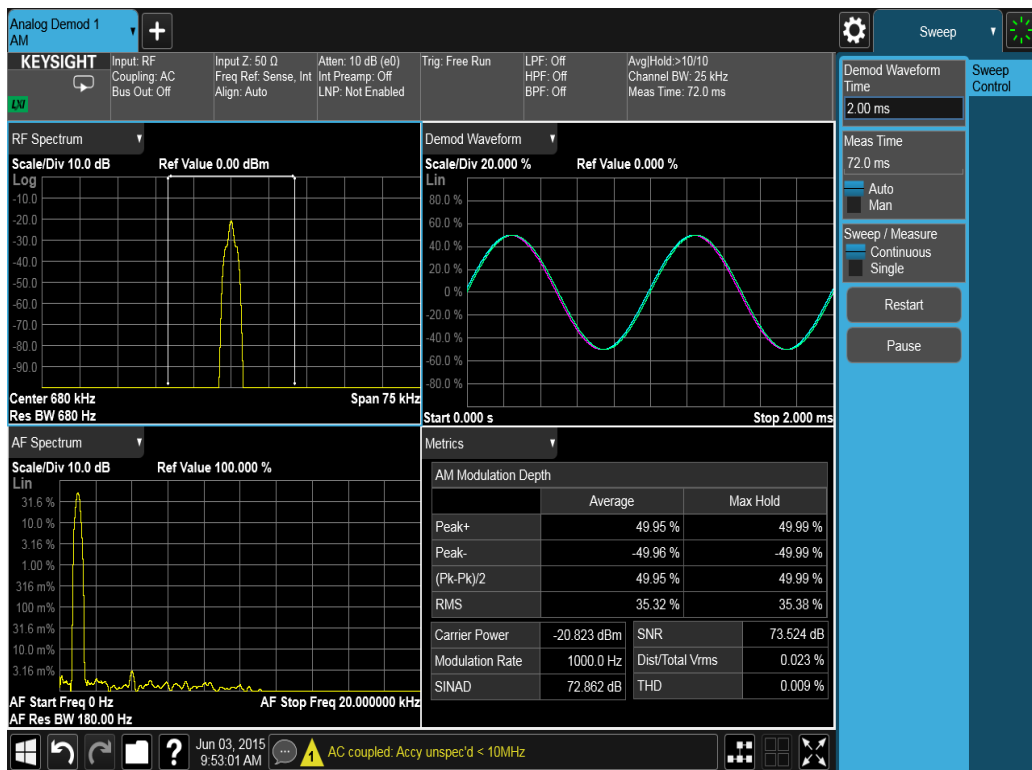 Analog Demod 1
AM
Sweep
KEYSIGHT
LXI
Input: RF
Coupling: AC
Bus Out: Off
Input Z: 50 Ω
Freq Ref: Sense, Int
Align: Auto
Atten: 10 dB (e0)
Int Preamp: Off
LNP: Not Enabled
Trig: Free Run
LPF: Off
HPF: Off
BPF: Off
Avg|Hold:>10/10
Channel BW: 25 kHz
Meas Time: 72.0 ms
Demod Waveform
Time
2.00 ms
Meas Time
72.0 ms
Auto
Man
Sweep / Measure
Continuous
Single
Restart
Pause
Sweep
Control
RF Spectrum
Scale/Div 10.0 dB Ref Value 0.00 dBm
Log
-10.0
-20.0
-30.0
-40.0
-50.0
-60.0
-70.0
-80.0
-90.0
Center 680 kHz Span 75 kHz
Res BW 680 Hz
Demod Waveform
Scale/Div 20.000 % Ref Value 0.000 %
Lin
80.0 %
60.0 %
40.0 %
20.0 %
0 %
-20.0 %
-40.0 %
-60.0 %
-80.0 %
Start 0.000 s Stop 2.000 ms
AF Spectrum
Scale/Div 10.0 dB Ref Value 100.000 %
Lin
31.6 %
10.0 %
3.16 %
1.00 %
316 m%
100 m%
31.6 m%
10.0 m%
3.16 m%
AF Start Freq 0 Hz AF Stop Freq 20.000000 kHz
AF Res BW 180.00 Hz
Metrics
AM Modulation Depth
Average Max Hold
Peak+ 49.95 % 49.99 %
Peak- -49.96 % -49.99 %
(Pk-Pk)/2 49.95 % 49.99 %
RMS 35.32 % 35.38 %
Carrier Power -20.823 dBm SNR 73.524 dB
Modulation Rate 1000.0 Hz Dist/Total Vrms 0.023 %
SINAD 72.862 dB THD 0.009 %
?
Jun 03, 2015
9:53:01 AM
1
AC coupled: Accy unspec'd < 10MHz